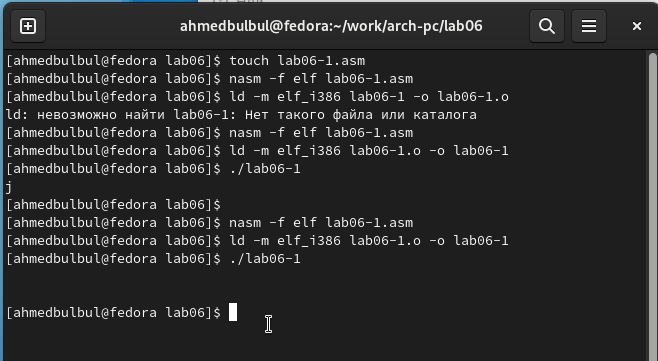 ahmedbulbul@fedora:~/work/arch-pc/lab06
[ahmedbulbul@fedora lab06]$ touch lab06-1.asm
[ahmedbulbul@fedora lab06]$ nasm -f elf lab06-1.asm
[ahmedbulbul@fedora lab06]$ ld -m elf_i386 lab06-1 -o lab06-1.o
ld: невозможно найти lab06-1: Нет такого файла или каталога
[ahmedbulbul@fedora lab06]$ nasm -f elf lab06-1.asm
[ahmedbulbul@fedora lab06]$ ld -m elf_i386 lab06-1.o -o lab06-1
[ahmedbulbul@fedora lab06]$ ./lab06-1
j
[ahmedbulbul@fedora lab06]$
[ahmedbulbul@fedora lab06]$ nasm -f elf lab06-1.asm
[ahmedbulbul@fedora lab06]$ ld -m elf_i386 lab06-1.o -o lab06-1
[ahmedbulbul@fedora lab06]$ ./lab06-1
[ahmedbulbul@fedora lab06]$